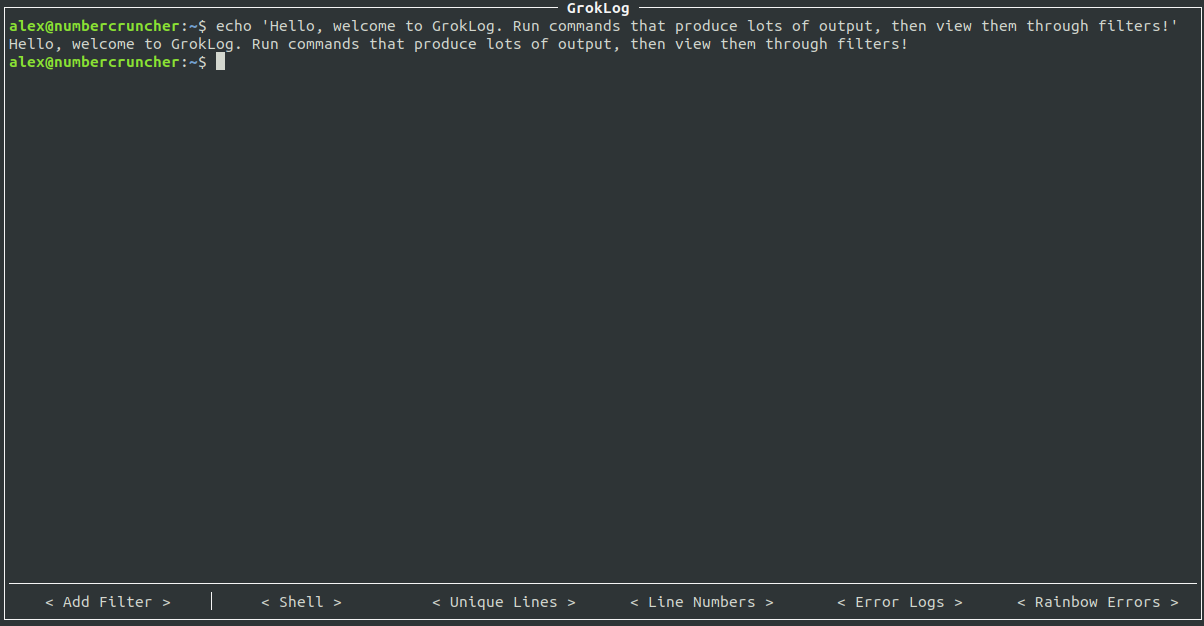 GrokLog
alex@numbercruncher:~$ echo 'Hello, welcome to GrokLog. Run commands that produce lots of output, then view them through filters!'
Hello, welcome to GrokLog. Run commands that produce lots of output, then view them through filters!
alex@numbercruncher:~$
< Add Filter > | < Shell > < Unique Lines > < Line Numbers > < Error Logs > < Rainbow Errors >